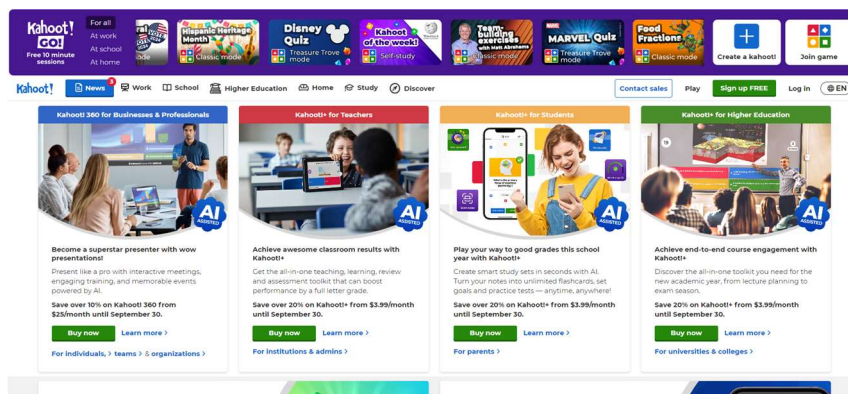 Kahoot!
GO!
Free 10 minute
sessions
For all
At work
At school
At home
Hispanic Heritage
Month
Classic mode
Disney
Quiz
Treasure Trove
mode
Kahoot
of the week!
Self-study
Team-
building
exercises
with Matt Abrahams
Classic mode
MARVEL Quiz
Treasure Trove
mode
Food
Fractions
Classic mode
Create a kahoot!
Join game
Kahoot!
News
3
Work
School
Higher Education
Home
Study
Discover
Contact sales
Play
Sign up FREE
Log in
EN
Kahoot! 360 for Businesses & Professionals
AI
ASSISTED
Become a superstar presenter with wow
presentations!
Present like a pro with interactive meetings,
engaging training, and memorable events
powered by AI.
Save over 10% on Kahoot! 360 from
$25/month until September 30.
Buy now
Learn more >
For individuals, > teams > & organizations >
Kahoot!+ for Teachers
AI
ASSISTED
Achieve awesome classroom results with
Kahoot!+
Get the all-in-one teaching, learning, review
and assessment toolkit that can boost
performance by a full letter grade.
Save over 20% on Kahoot!+ from $3.99/month
until September 30.
Buy now
Learn more >
For institutions & admins >
Kahoot!+ for Students
AI
ASSISTED
Play your way to good grades this school
year with Kahoot!+
Create smart study sets in seconds with AI.
Turn your notes into unlimited flashcards, set
goals and practice tests — anytime, anywhere!
Save over 20% on Kahoot!+ from $3.99/month
until September 30.
Buy now
Learn more >
For parents >
Kahoot!+ for Higher Education
AI
ASSISTED
Achieve end-to-end course engagement with
Kahoot!+
Discover the all-in-one toolkit you need for the
new academic year, from lecture planning to
exam season.
Save 20% on Kahoot!+ from $3.99/month
until September 30.
Buy now
Learn more >
For universities & colleges >